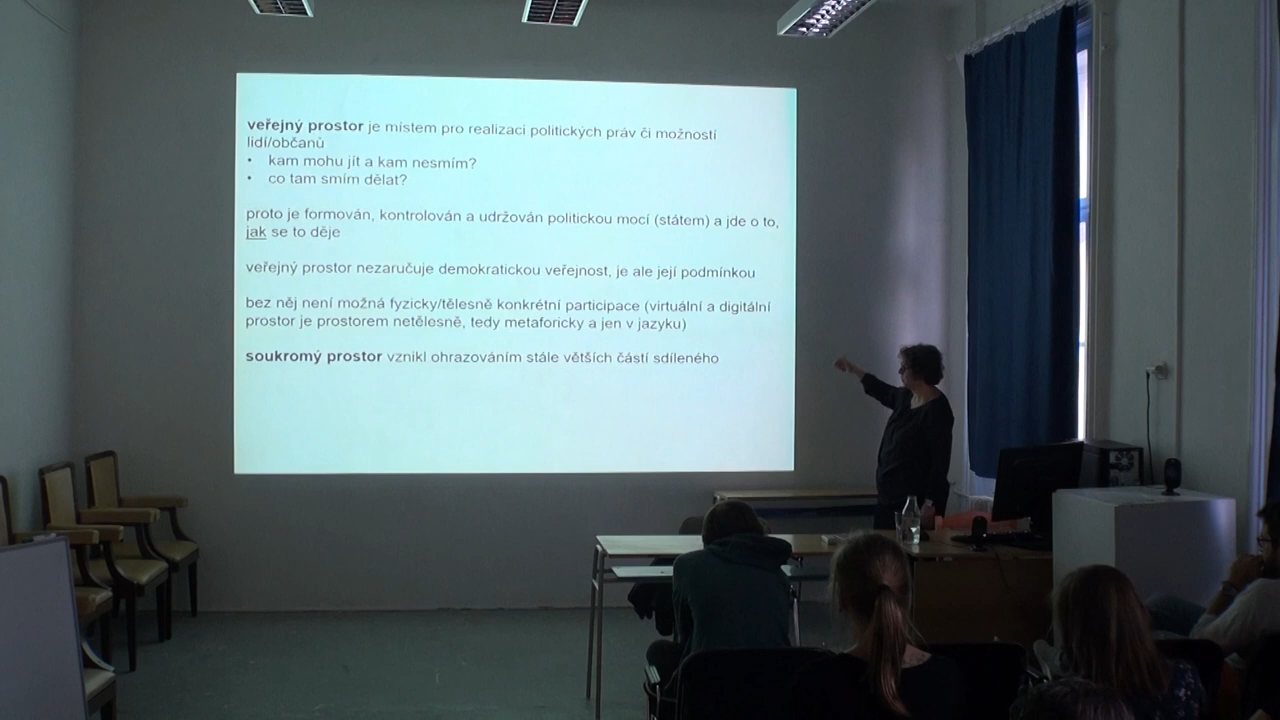 veřejný prostor je místem pro realizaci politických práv či možností
lidí/občanů
• kam mohu jít a kam nesmím?
• co tam smím dělat?
proto je formován, kontrolován a udržován politickou mocí (státem) a jde o to,
jak se to děje
veřejný prostor nezaručuje demokratickou veřejnost, je ale její podmínkou
bez něj není možná fyzicky/tělesně konkrétní participace (virtuální a digitální
prostor je prostorem netělesně, tedy metaforicky a jen v jazyku)
soukromý prostor vznikl ohrazováním stále větších částí sdíleného